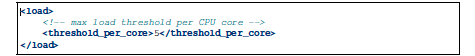 <load>
<!-- max load threshold per CPU core -->
<threshold_per_core>5</threshold_per_core>
</load>